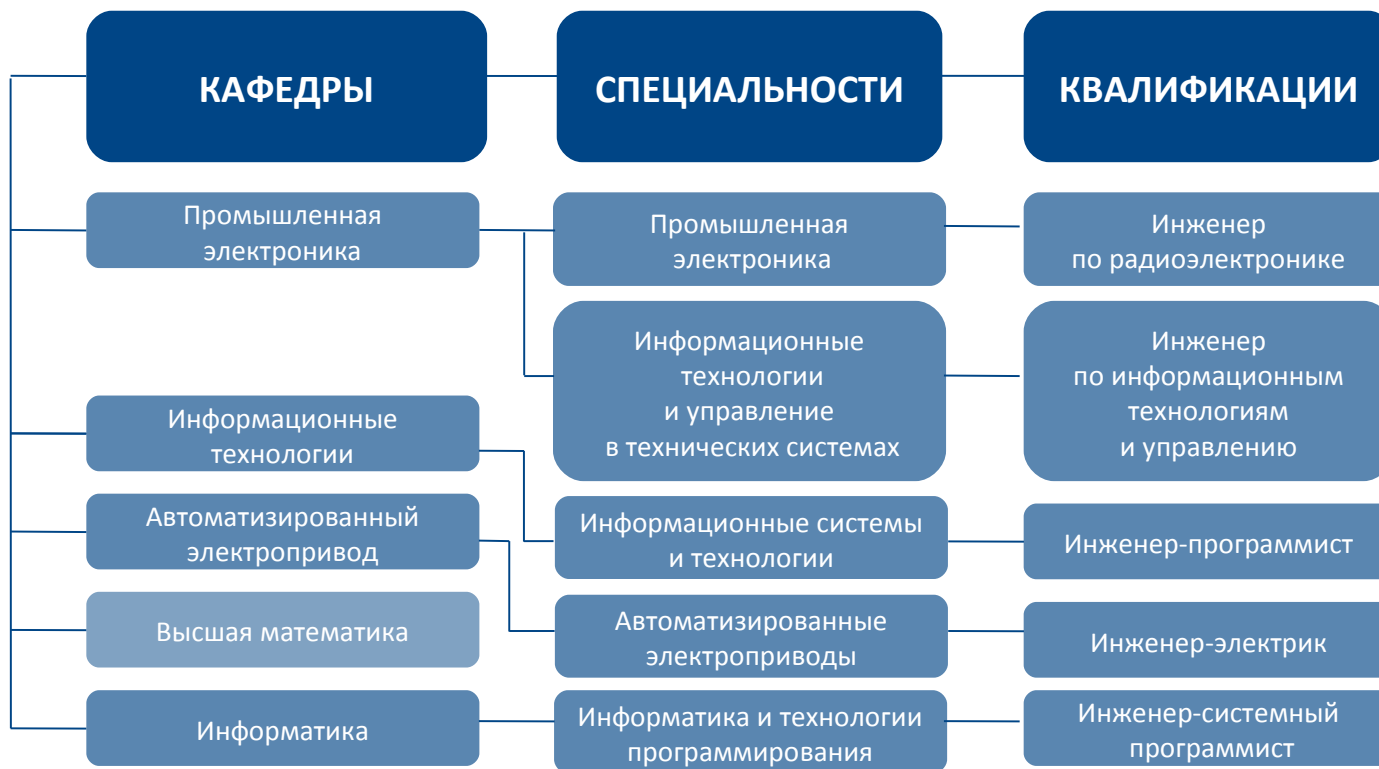 КАФЕДРЫ
СПЕЦИАЛЬНОСТИ
КВАЛИФИКАЦИИ
Промышленная
электроника
Промышленная
электроника
Инженер
по радиоэлектронике
Информационные
технологии
и управление
в технических системах
Инженер
по информационным
технологиям
и управлению
Информационные
технологии
Информационные системы
и технологии
Инженер-программист
Автоматизированный
электропривод
Автоматизированные
электроприводы
Инженер-электрик
Высшая математика
Информатика
Информатика и технологии
программирования
Инженер-системный
программист